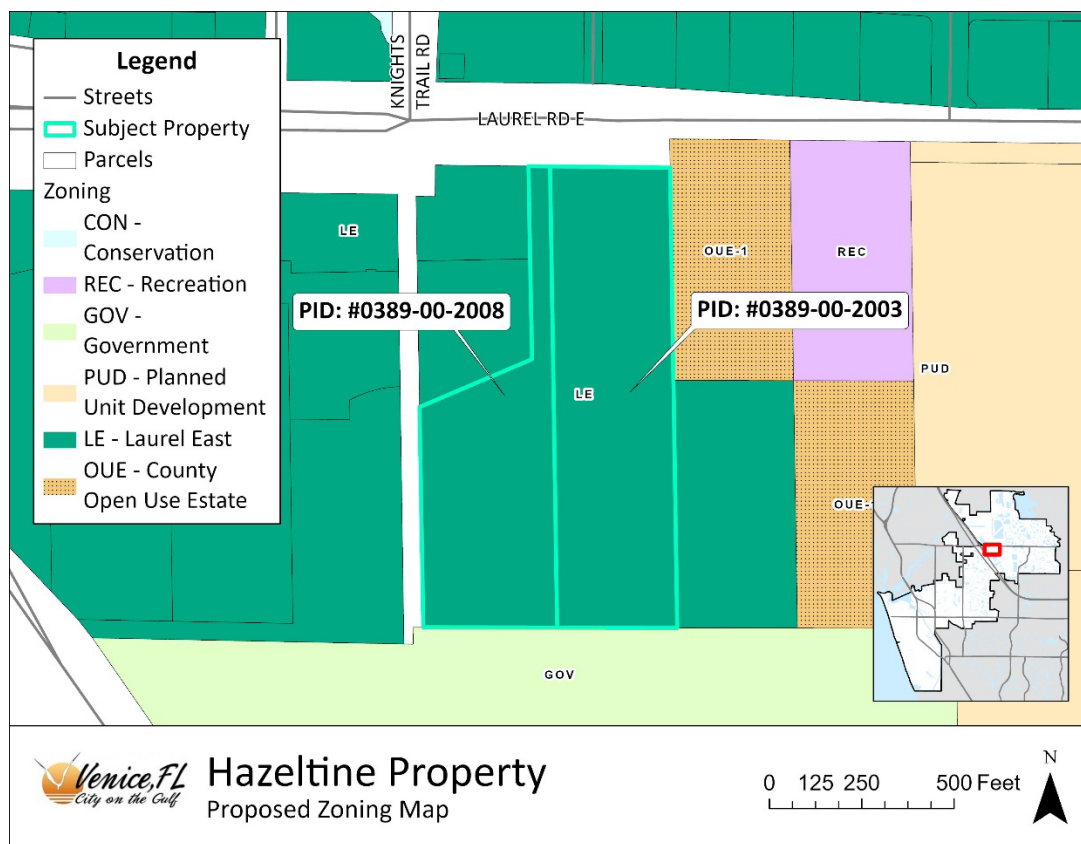 Legend
Streets
Subject Property
Parcels
Zoning
CON -
Conservation
REC - Recreation
GOV -
Government
PUD - Planned
Unit Development
LE - Laurel East
OUE - County
Open Use Estate
KNIGHTS
TRAIL RD
LAUREL RD E
LE
OUE-1
REC
PID: #0389-00-2008
PID: #0389-00-2003
PUD
LE
OUE-
GOV
Venice, FL
City on the Gulf
Hazeltine Property
Proposed Zoning Map
0 125 250 500 Feet
N